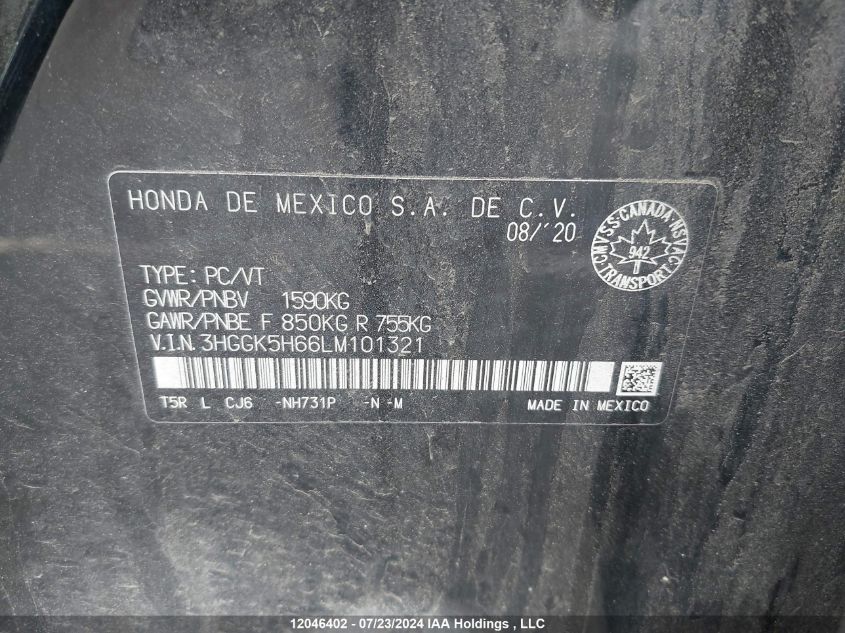 HONDA DE MEXICO S.A. DE C.V.
08/'20
CMVSS·CANADA·NSVAC
942
TRANSPORT
TYPE: PC/VT
GVWR/PNBV 1590KG
GAWR/PNBE F 850KG R 755KG
V.I.N. 3HGGK5H66LM101321
T5R L CJ6 -NH731P -N -M
MADE IN MEXICO
12046402 - 07/23/2024 IAA Holdings , LLC